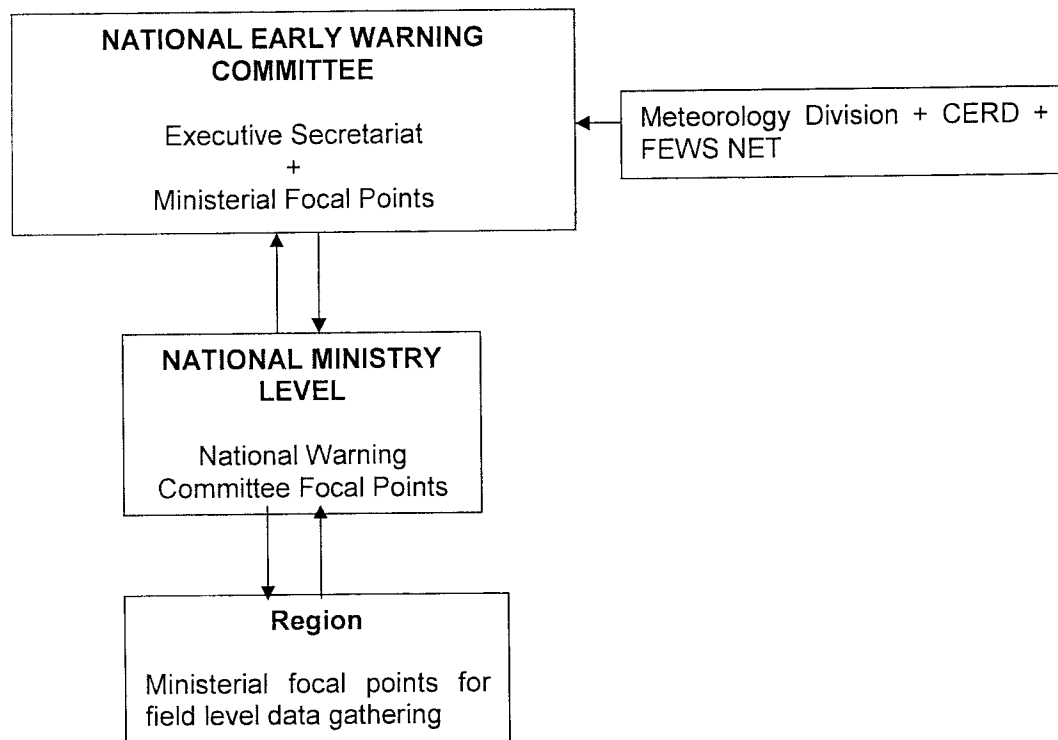 NATIONAL EARLY WARNING
COMMITTEE
Executive Secretariat
+
Ministerial Focal Points
Meteorology Division + CERD +
FEWS NET
NATIONAL MINISTRY
LEVEL
National Warning
Committee Focal Points
Region
Ministerial focal points for
field level data gathering